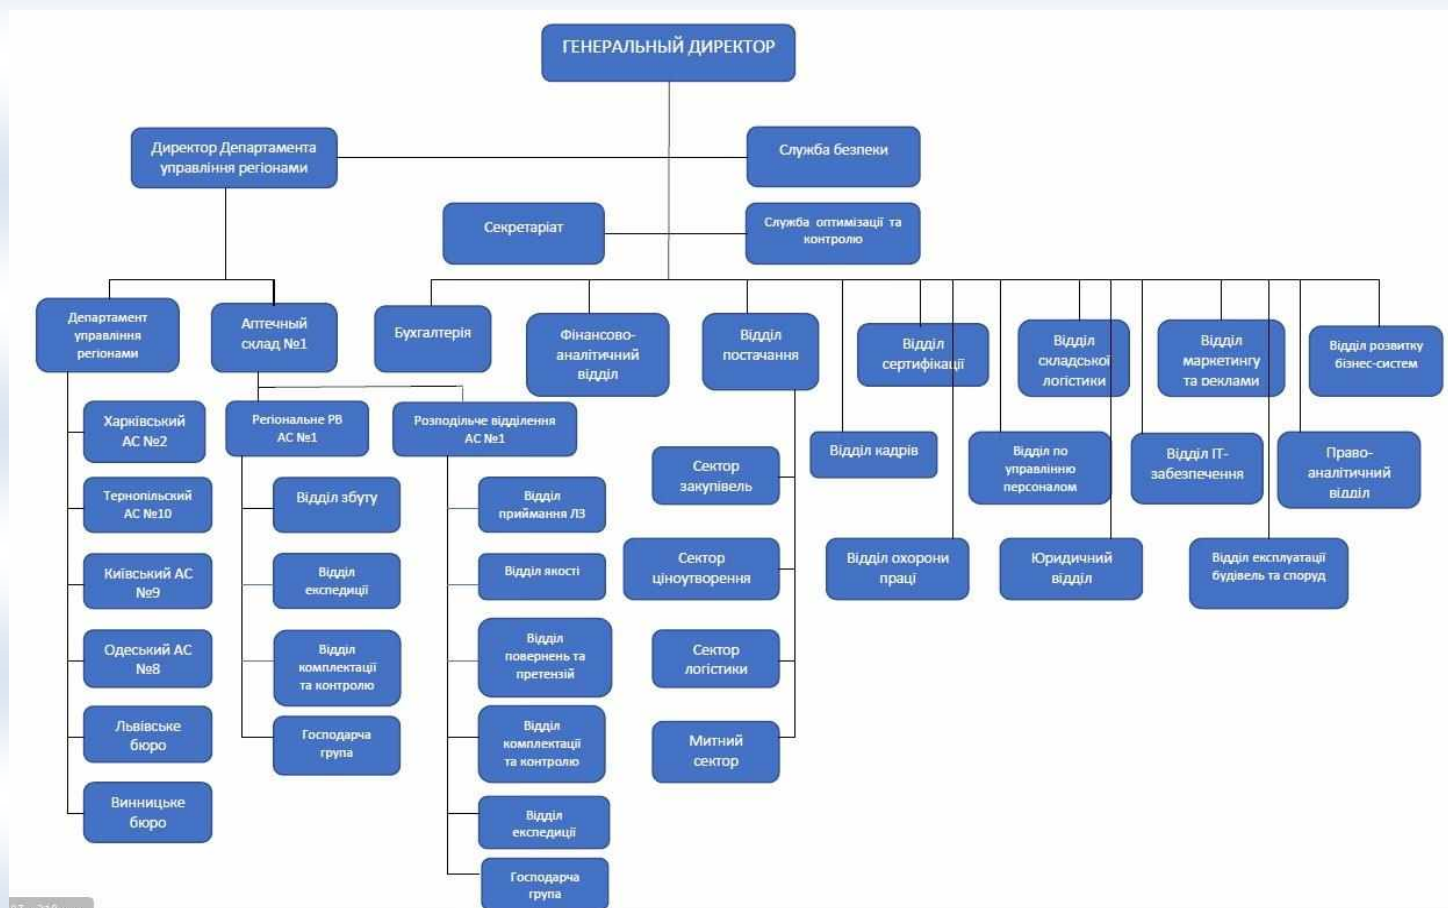 ГЕНЕРАЛЬНЫЙ ДИРЕКТОР
Директор Департамента
управління регіонами
Служба безпеки
Секретаріат
Служба оптимізації та
контролю
Департамент
управління
регіонами
Аптечный
склад №1
Бухгалтерія
Фінансово-
аналітичний
відділ
Відділ
постачання
Відділ
сертифікації
Відділ
складської
логістики
Відділ
маркетингу
та реклами
Відділ розвитку
бізнес-систем
Харківський
АС №2
Регіональне РВ
АС №1
Розподільче відділення
АС №1
Сектор
закупівель
Відділ кадрів
Відділ по
управлінню
персоналом
Відділ ІТ-
забезпечення
Право-
аналітичний
відділ
Тернопільский
АС №10
Відділ збуту
Відділ
приймання ЛЗ
Київський АС
№9
Відділ
експедиції
Відділ якості
Сектор
ціноутворення
Відділ охорони
праці
Юридичний
відділ
Відділ експлуатації
будівель та споруд
Одеський АС
№8
Відділ
комплектації
та контролю
Відділ
повернень та
претензій
Сектор
логістики
Львівське
бюро
Господарча
група
Відділ
комплектації
та контролю
Митний
сектор
Винницьке
бюро
Відділ
експедиції
Господарча
група